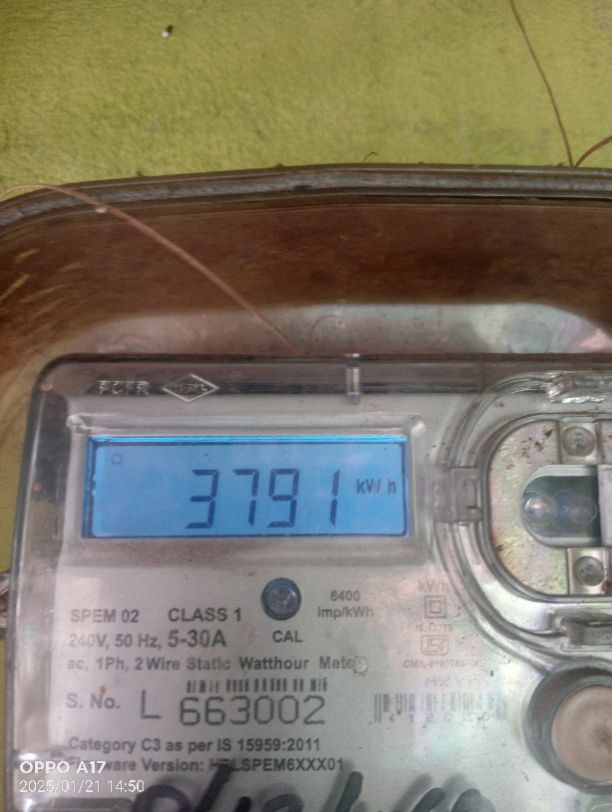 3791 kW h
6400
Imp/kWh
kWh
SPEM 02 CLASS 1
CAL
240V, 50 Hz, 5-30A
ac, 1Ph, 2 Wire Static Watthour Meter
S. No. L 663002
Category C3 as per IS 15959:2011
Version:
OPPO A17
2025/01/21 14:50